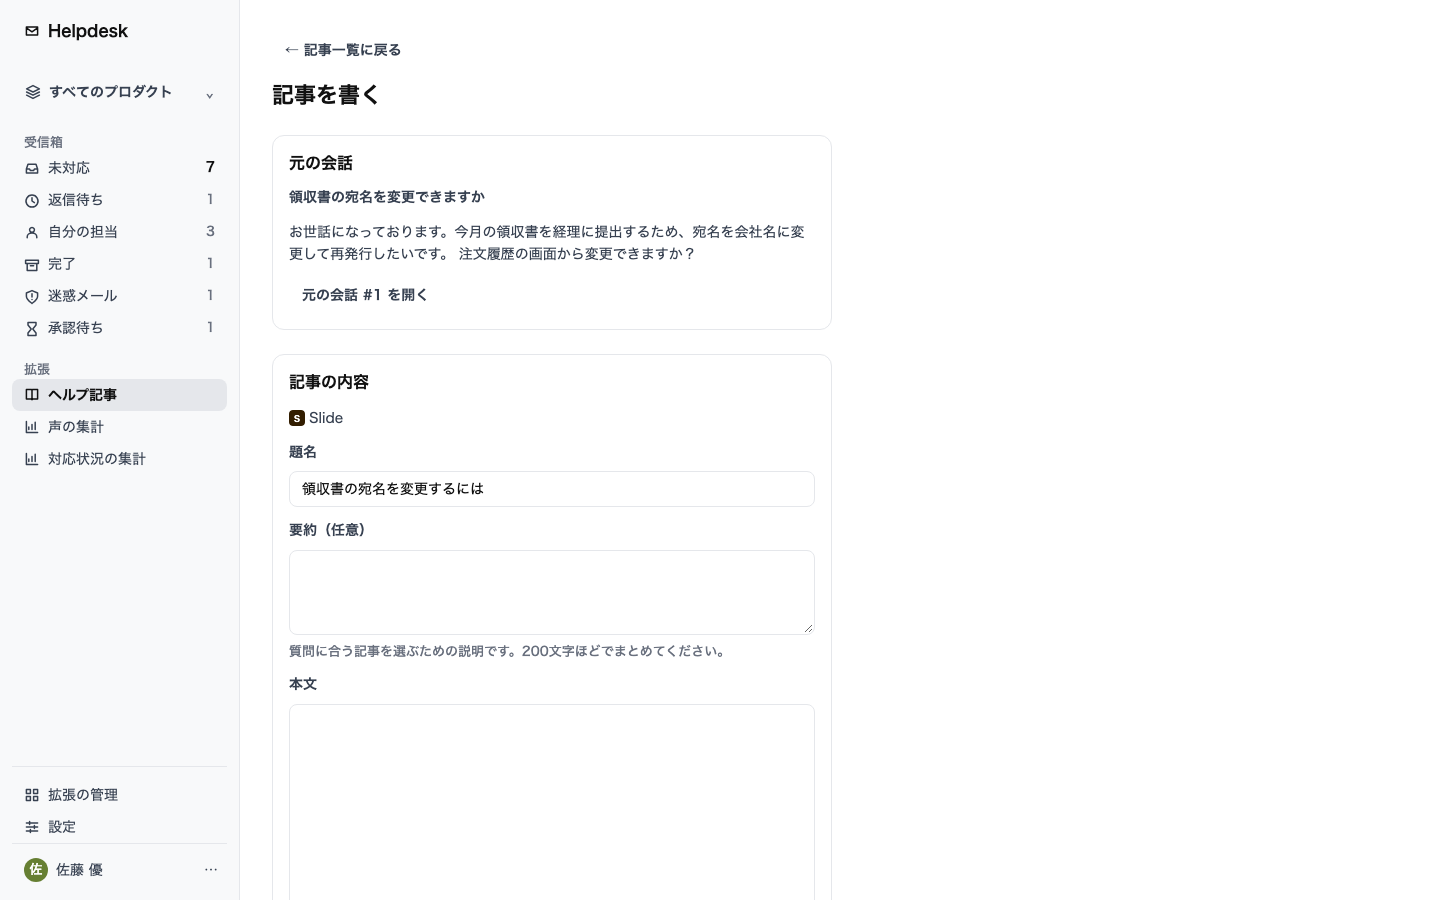 Helpdesk
すべてのプロダクト
受信箱
未対応 7
返信待ち 1
自分の担当 3
完了 1
迷惑メール 1
承認待ち 1
拡張
ヘルプ記事
声の集計
対応状況の集計
拡張の管理
設定
佐 佐藤 優 …
← 記事一覧に戻る
記事を書く
元の会話
領収書の宛名を変更できますか
お世話になっております。今月の領収書を経理に提出するため、宛名を会社名に変
更して再発行したいです。 注文履歴の画面から変更できますか？
元の会話 #1 を開く
記事の内容
S Slide
題名
領収書の宛名を変更するには
要約（任意）
質問に合う記事を選ぶための説明です。200文字ほどでまとめてください。
本文